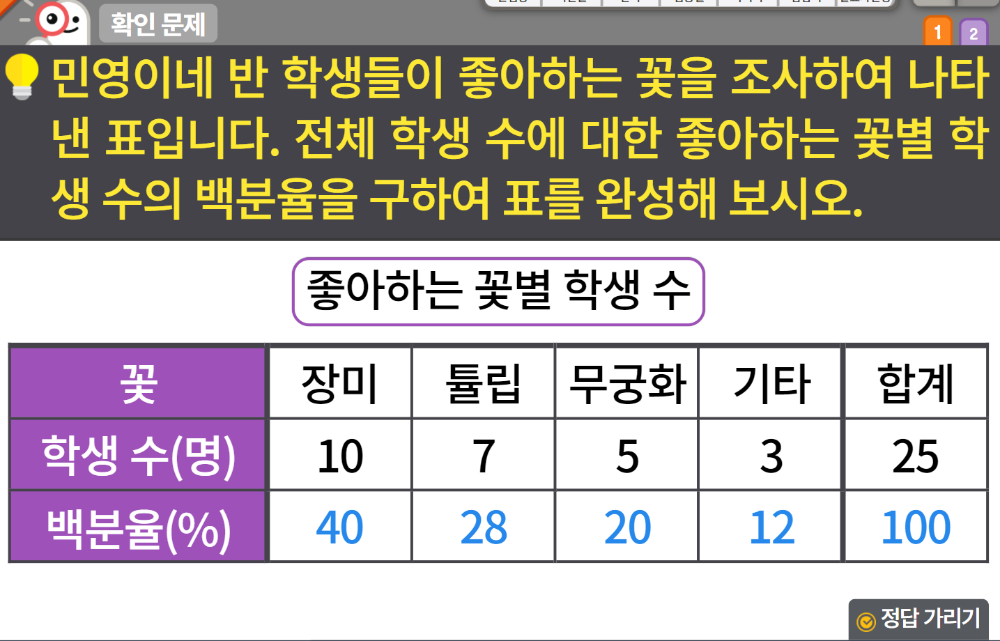 확인 문제
1
2
민영이네 반 학생들이 좋아하는 꽃을 조사하여 나타
낸 표입니다. 전체 학생 수에 대한 좋아하는 꽃별 학
생 수의 백분율을 구하여 표를 완성해 보시오.
좋아하는 꽃별 학생 수
꽃 장미 튤립 무궁화 기타 합계
학생 수(명) 10 7 5 3 25
백분율(%) 40 28 20 12 100
정답 가리기